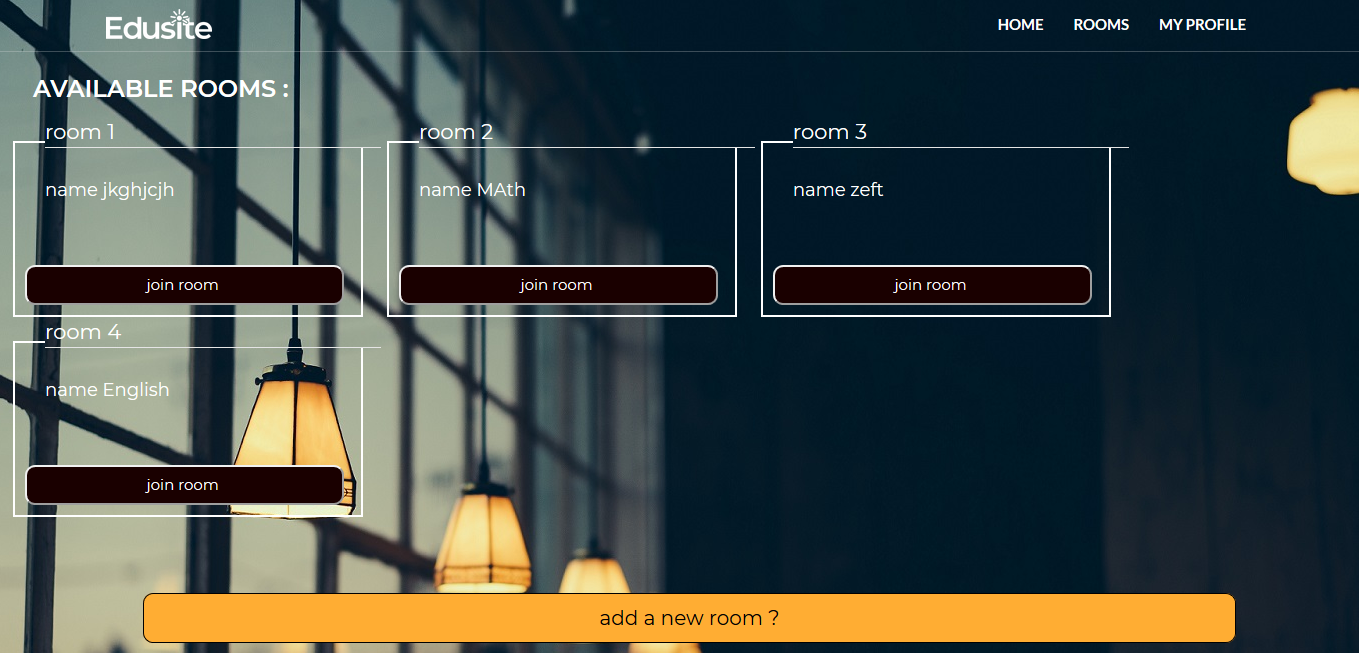 Edusite
HOME ROOMS MY PROFILE
AVAILABLE ROOMS :
room 1
name jkghjcjh
join room
room 2
name MAth
join room
room 3
name zeft
join room
room 4
name English
join room
add a new room ?